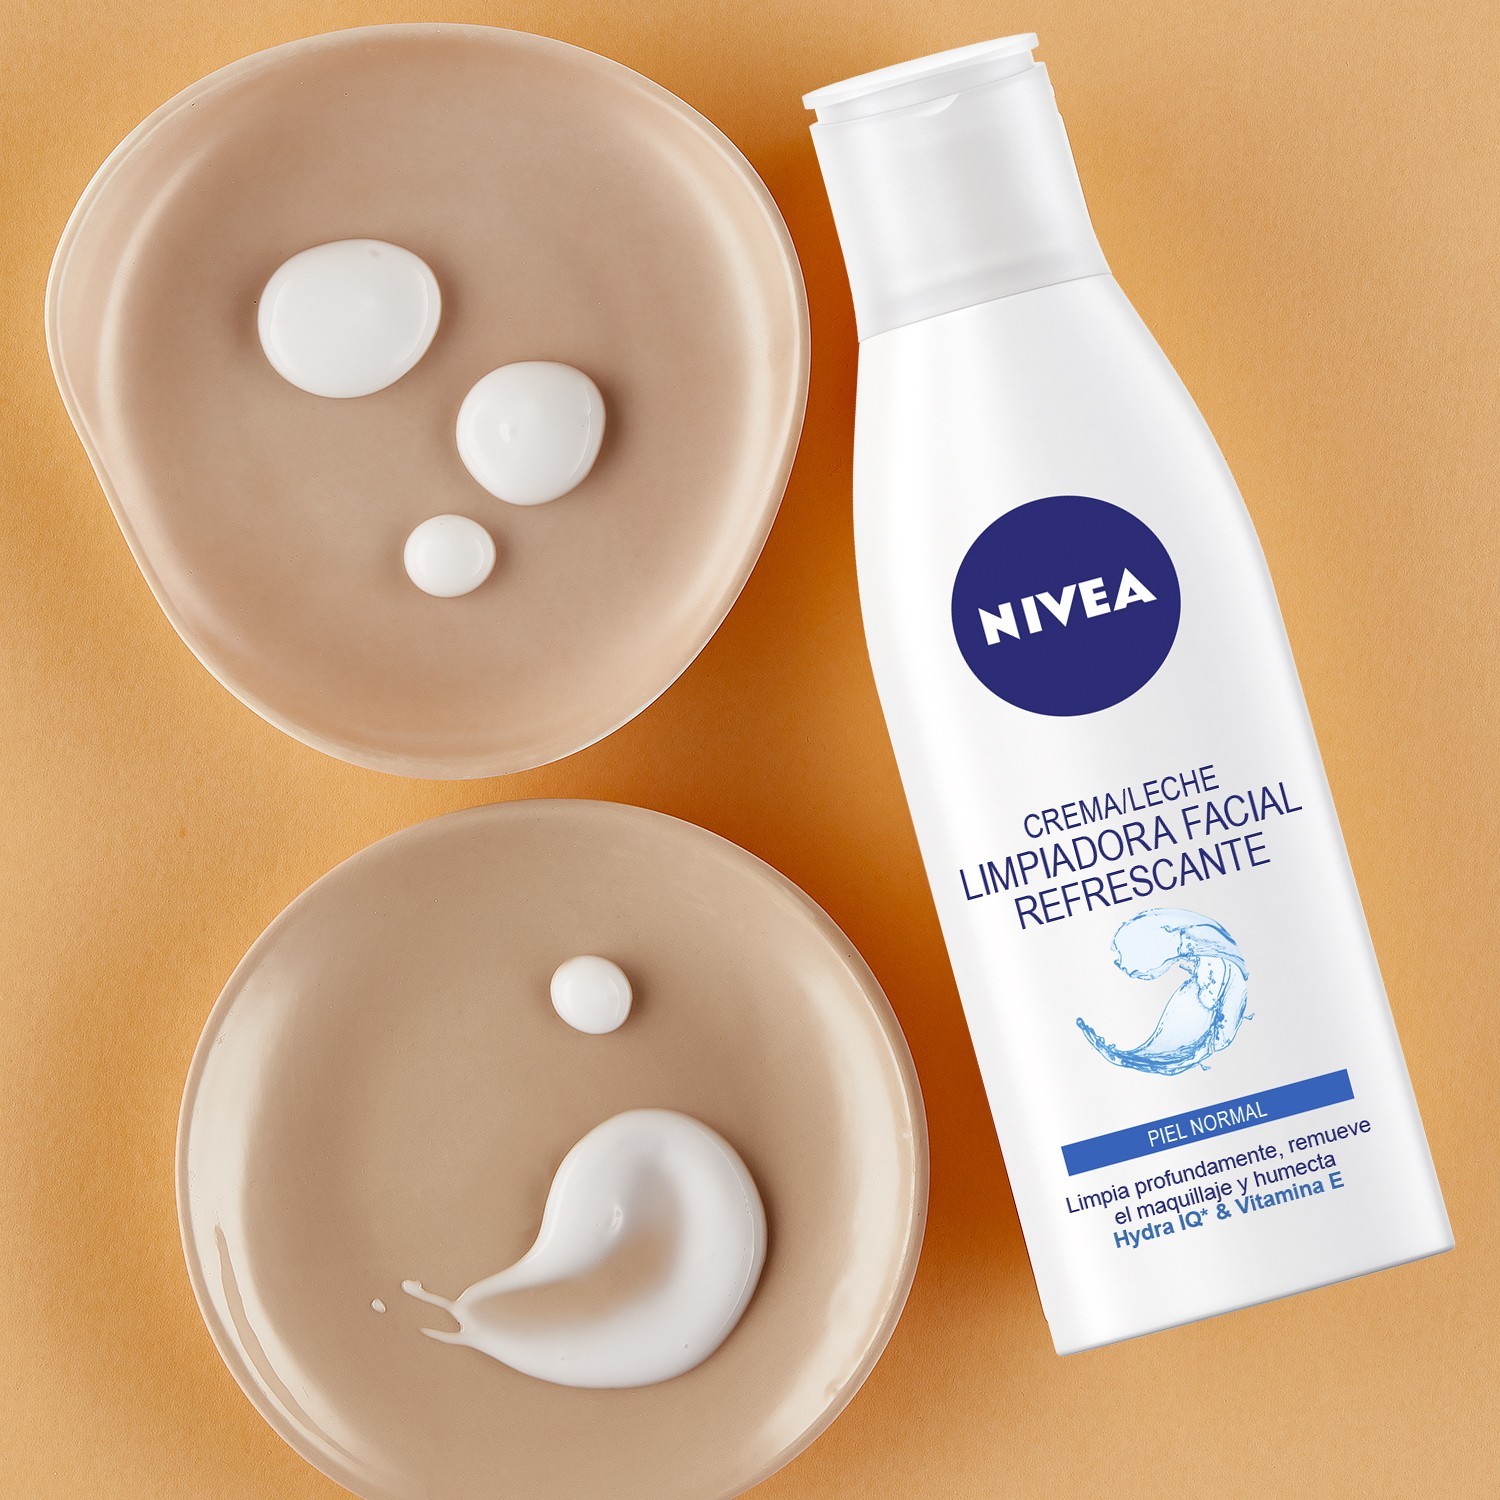 NIVEA
CREMA/LECHE
LIMPIADORA FACIAL
REFRESCANTE
PIEL NORMAL
Limpia profundamente, remueve
el maquillaje y humecta
Hydra IQ* & Vitamina E